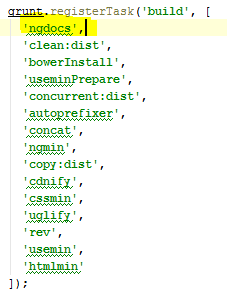 grunt.registerTask('build', [
'ngdocs',
'clean:dist',
'bowerInstall',
'useminPrepare',
'concurrent:dist',
'autoprefixer',
'concat',
'ngmin',
'copy:dist',
'cdnify',
'cssmin',
'uglify',
'rev',
'usemin',
'htmlmin'
]);